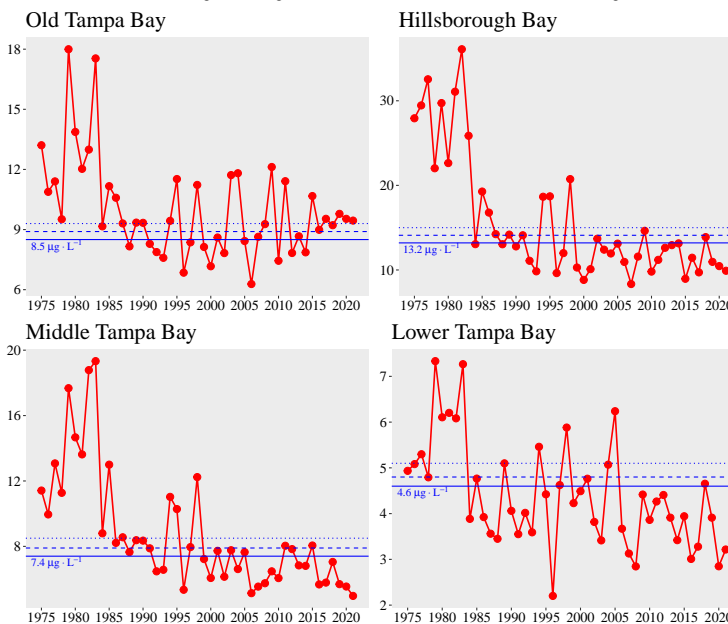 Old Tampa Bay
18
15
12
9
6
8.5 μg · L⁻¹
1975 1980 1985 1990 1995 2000 2005 2010 2015 2020
Hillsborough Bay
30
20
10
13.2 μg · L⁻¹
1975 1980 1985 1990 1995 2000 2005 2010 2015 2020
Middle Tampa Bay
20
16
12
8
7.4 μg · L⁻¹
1975 1980 1985 1990 1995 2000 2005 2010 2015 2020
Lower Tampa Bay
7
6
5
4
3
2
4.6 μg · L⁻¹
1975 1980 1985 1990 1995 2000 2005 2010 2015 2020